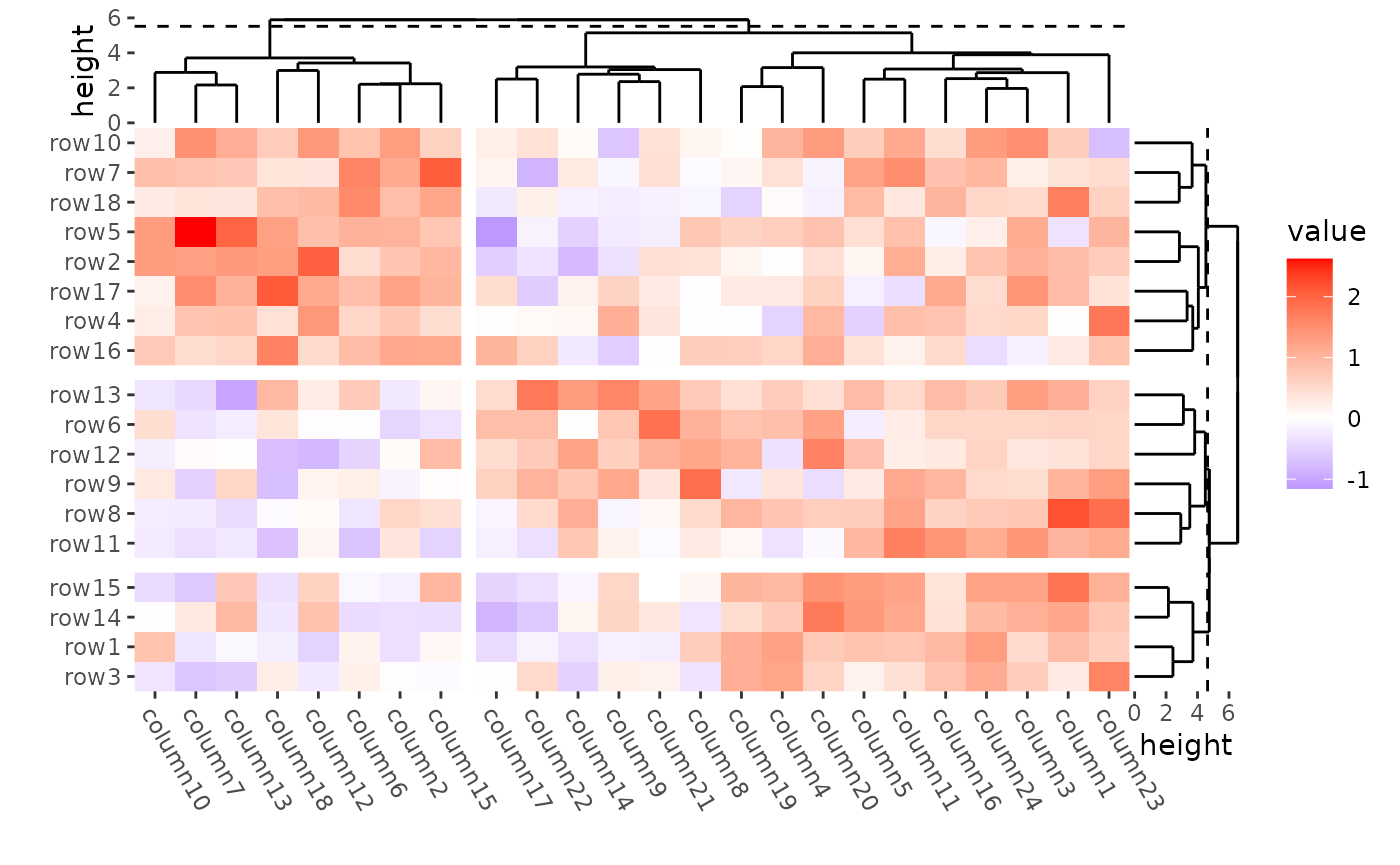 6
4
2
0
height
row10
row7
row18
row5
row2
row17
row4
row16
row13
row6
row12
row9
row8
row11
row15
row14
row1
row3
value
2
1
0
-1
column10
column7
column13
column18
column12
column6
column2
column15
column17
column22
column14
column9
column21
column8
column19
column4
column20
column5
column11
column16
column24
column3
column1
column23
0 2 4 6
height